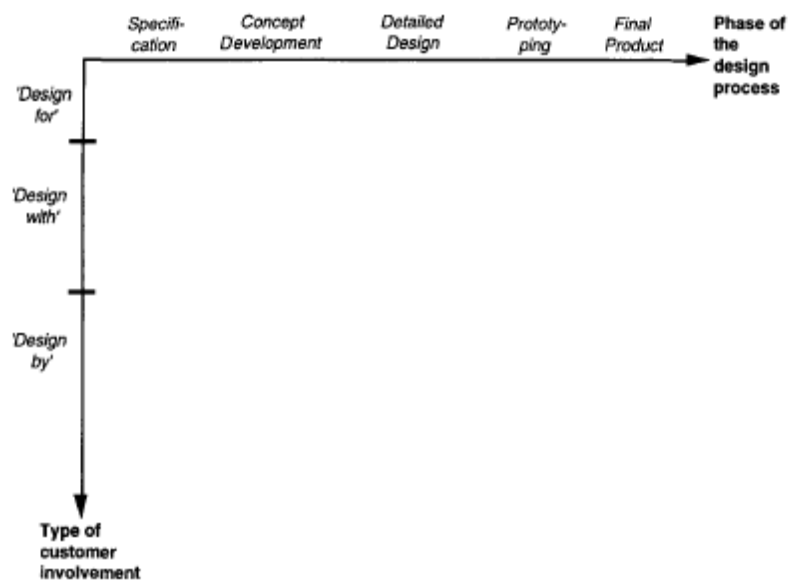 Specifi-
cation
Concept
Development
Detailed
Design
Prototy-
ping
Final
Product
Phase of
the
design
process
'Design
for'
'Design
with'
'Design
by'
Type of
customer
involvement